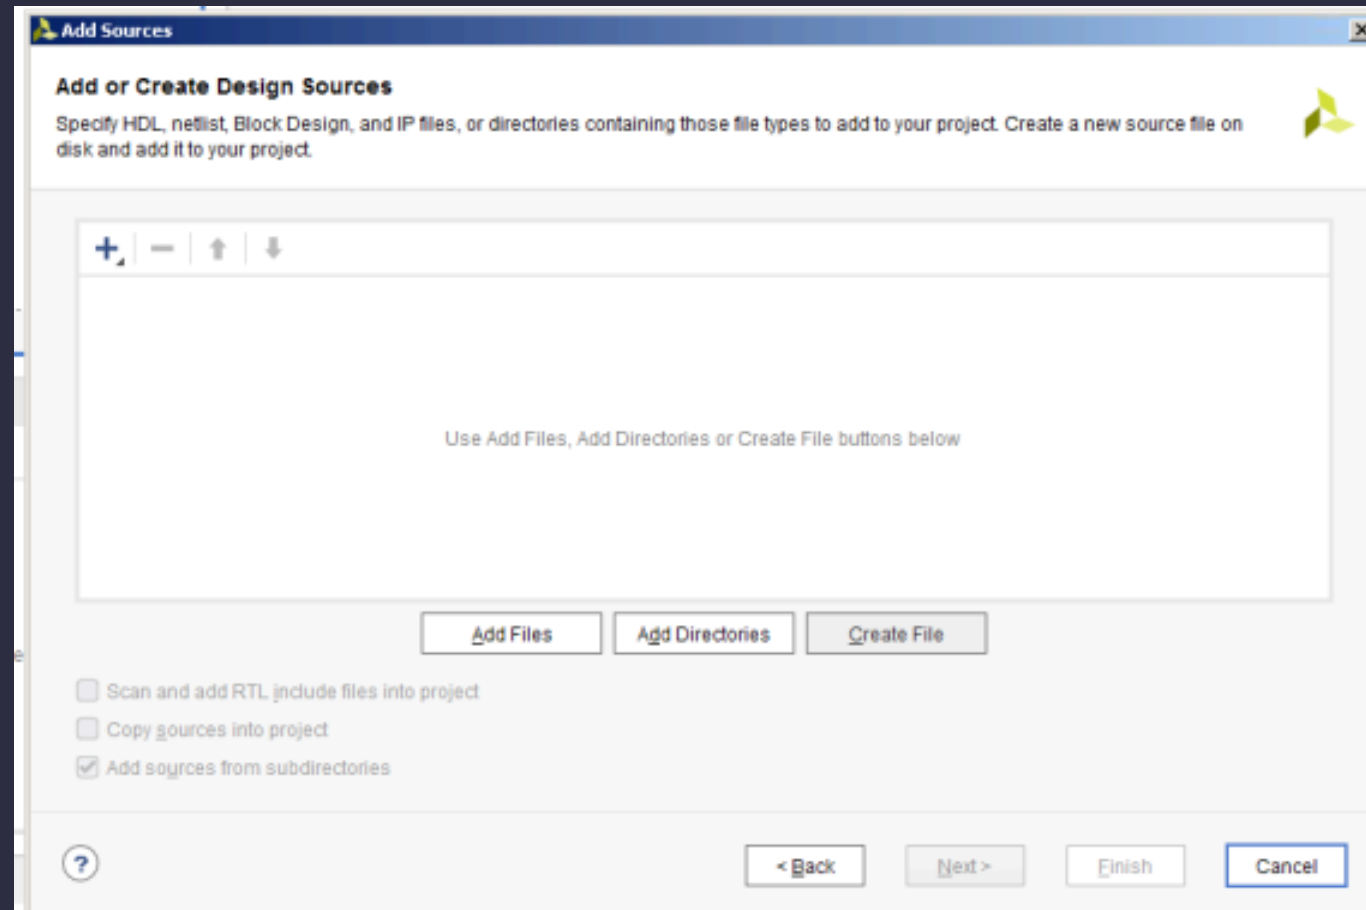 Add Sources
Add or Create Design Sources
Specify HDL, netlist, Block Design, and IP files, or directories containing those file types to add to your project. Create a new source file on
disk and add it to your project.
Use Add Files, Add Directories or Create File buttons below
Add Files
Add Directories
Create File
Scan and add RTL include files into project
Copy sources into project
Add sources from subdirectories
?
< Back
Next >
Finish
Cancel